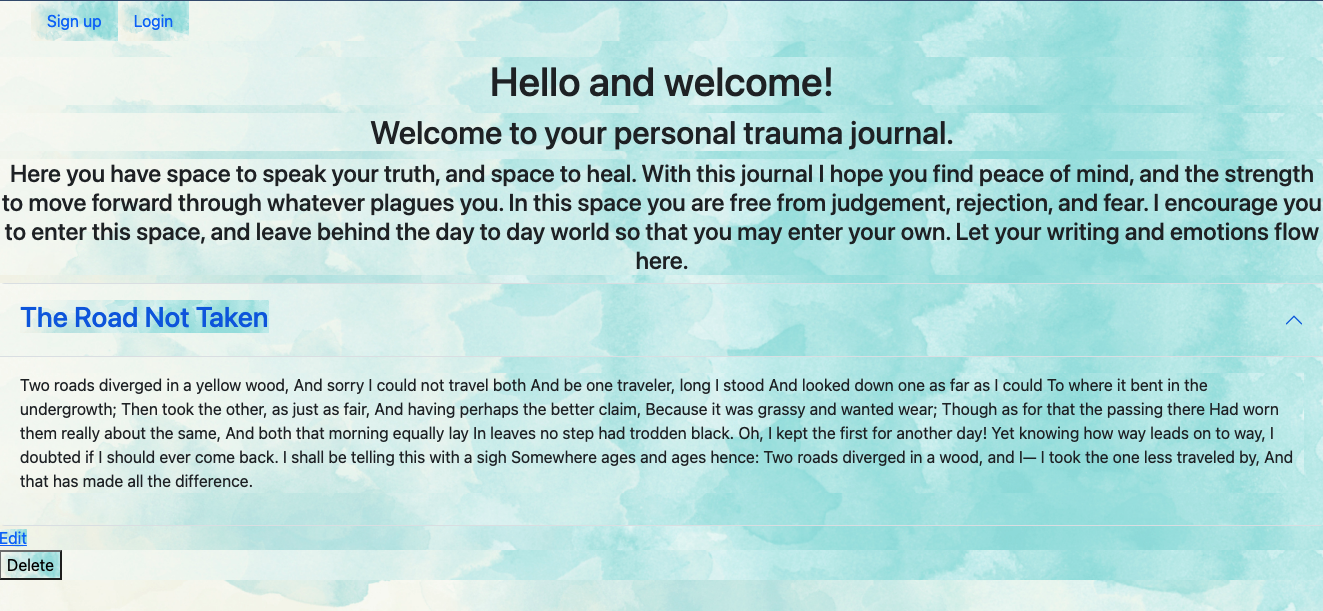 Sign up Login
Hello and welcome!
Welcome to your personal trauma journal.
Here you have space to speak your truth, and space to heal. With this journal I hope you find peace of mind, and the strength
to move forward through whatever plagues you. In this space you are free from judgement, rejection, and fear. I encourage you
to enter this space, and leave behind the day to day world so that you may enter your own. Let your writing and emotions flow
here.
The Road Not Taken
Two roads diverged in a yellow wood, And sorry I could not travel both And be one traveler, long I stood And looked down one as far as I could To where it bent in the
undergrowth; Then took the other, as just as fair, And having perhaps the better claim, Because it was grassy and wanted wear; Though as for that the passing there Had worn
them really about the same, And both that morning equally lay In leaves no step had trodden black. Oh, I kept the first for another day! Yet knowing how way leads on to way, I
doubted if I should ever come back. I shall be telling this with a sigh Somewhere ages and ages hence: Two roads diverged in a wood, and I— I took the one less traveled by, And
that has made all the difference.
Edit
Delete